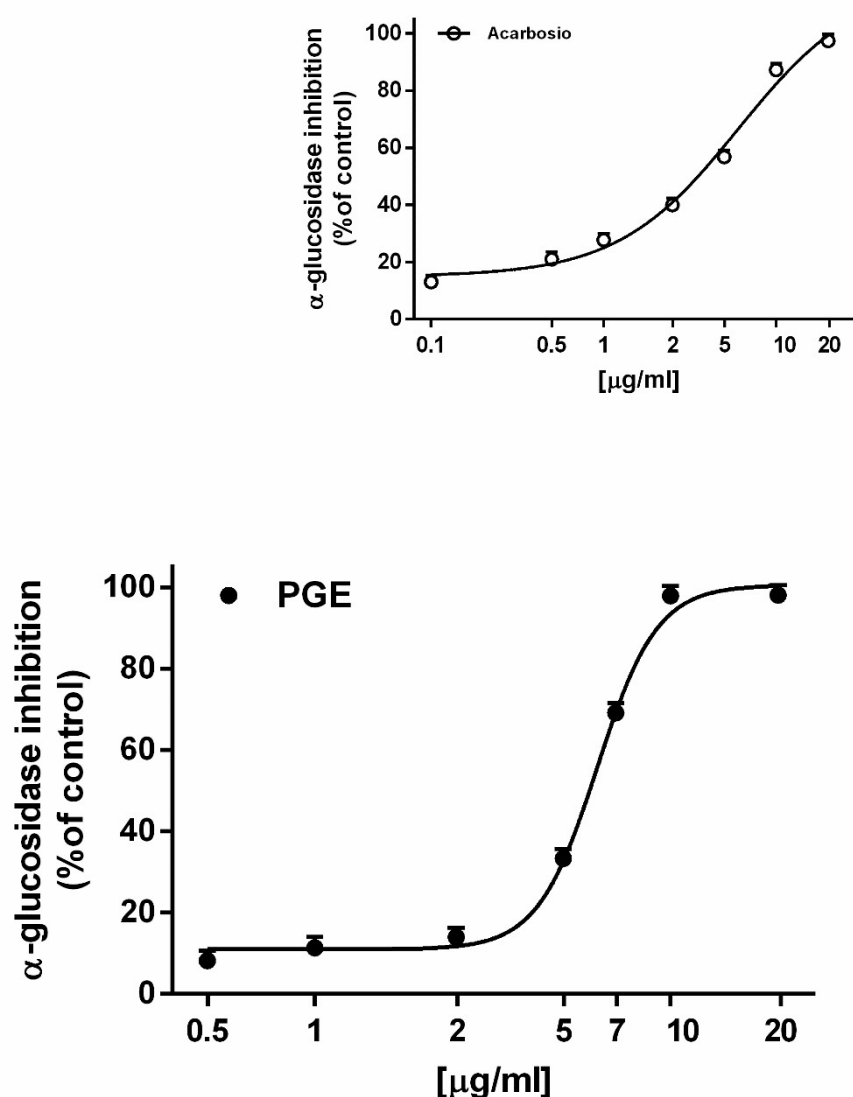 Acarbosio
α-glucosidase inhibition
(%of control)
100
80
60
40
20
0
0.1 0.5 1 2 5 10 20
[μg/ml]
PGE
α-glucosidase inhibition
(%of control)
100
80
60
40
20
0
0.5 1 2 5 7 10 20
[μg/ml]